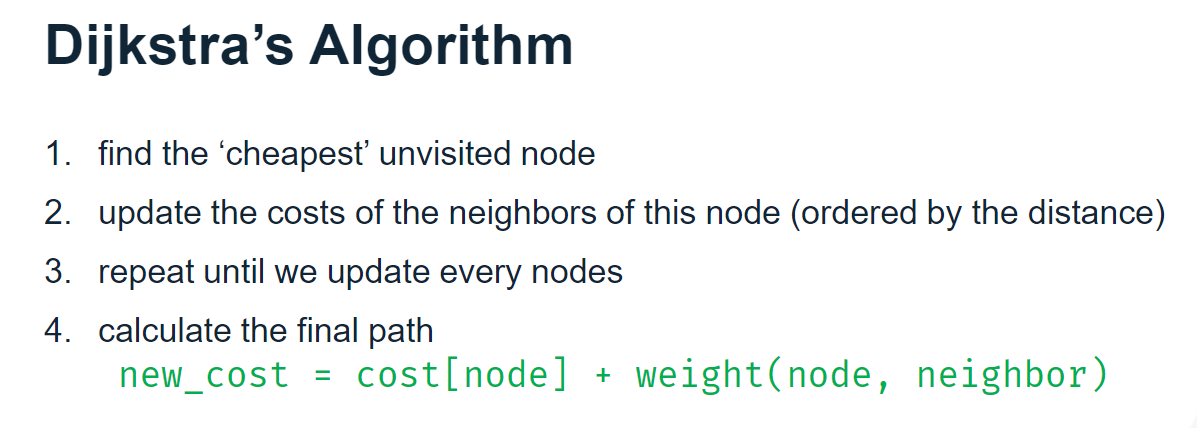 Dijkstra’s Algorithm
1. find the ‘cheapest’ unvisited node
2. update the costs of the neighbors of this node (ordered by the distance)
3. repeat until we update every nodes
4. calculate the final path
new_cost = cost[node] + weight(node, neighbor)